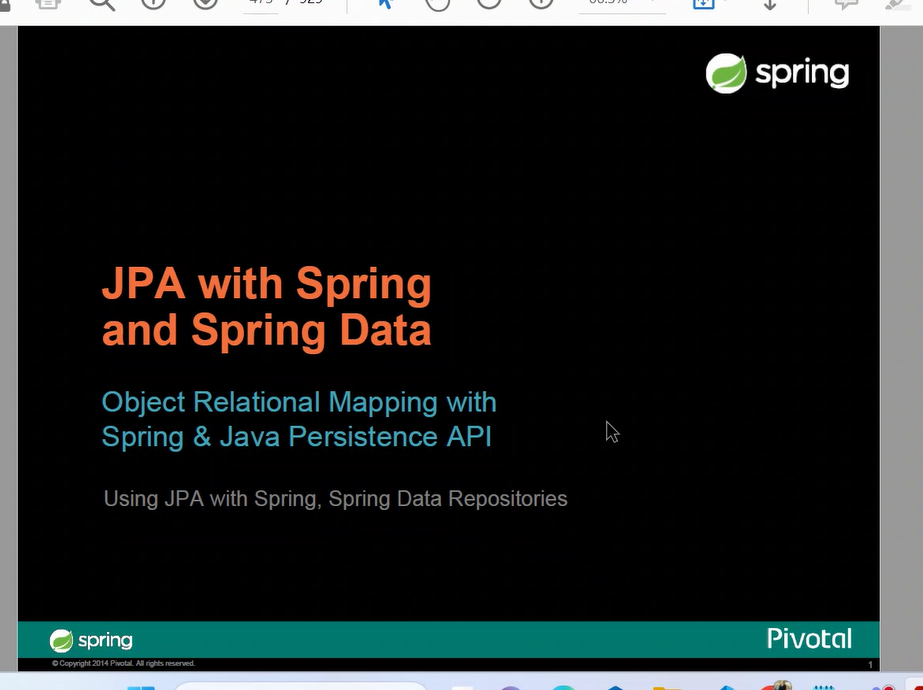 spring
JPA with Spring
and Spring Data
Object Relational Mapping with
Spring & Java Persistence API
Using JPA with Spring, Spring Data Repositories
spring
Pivotal
© Copyright 2014 Pivotal. All rights reserved.
1